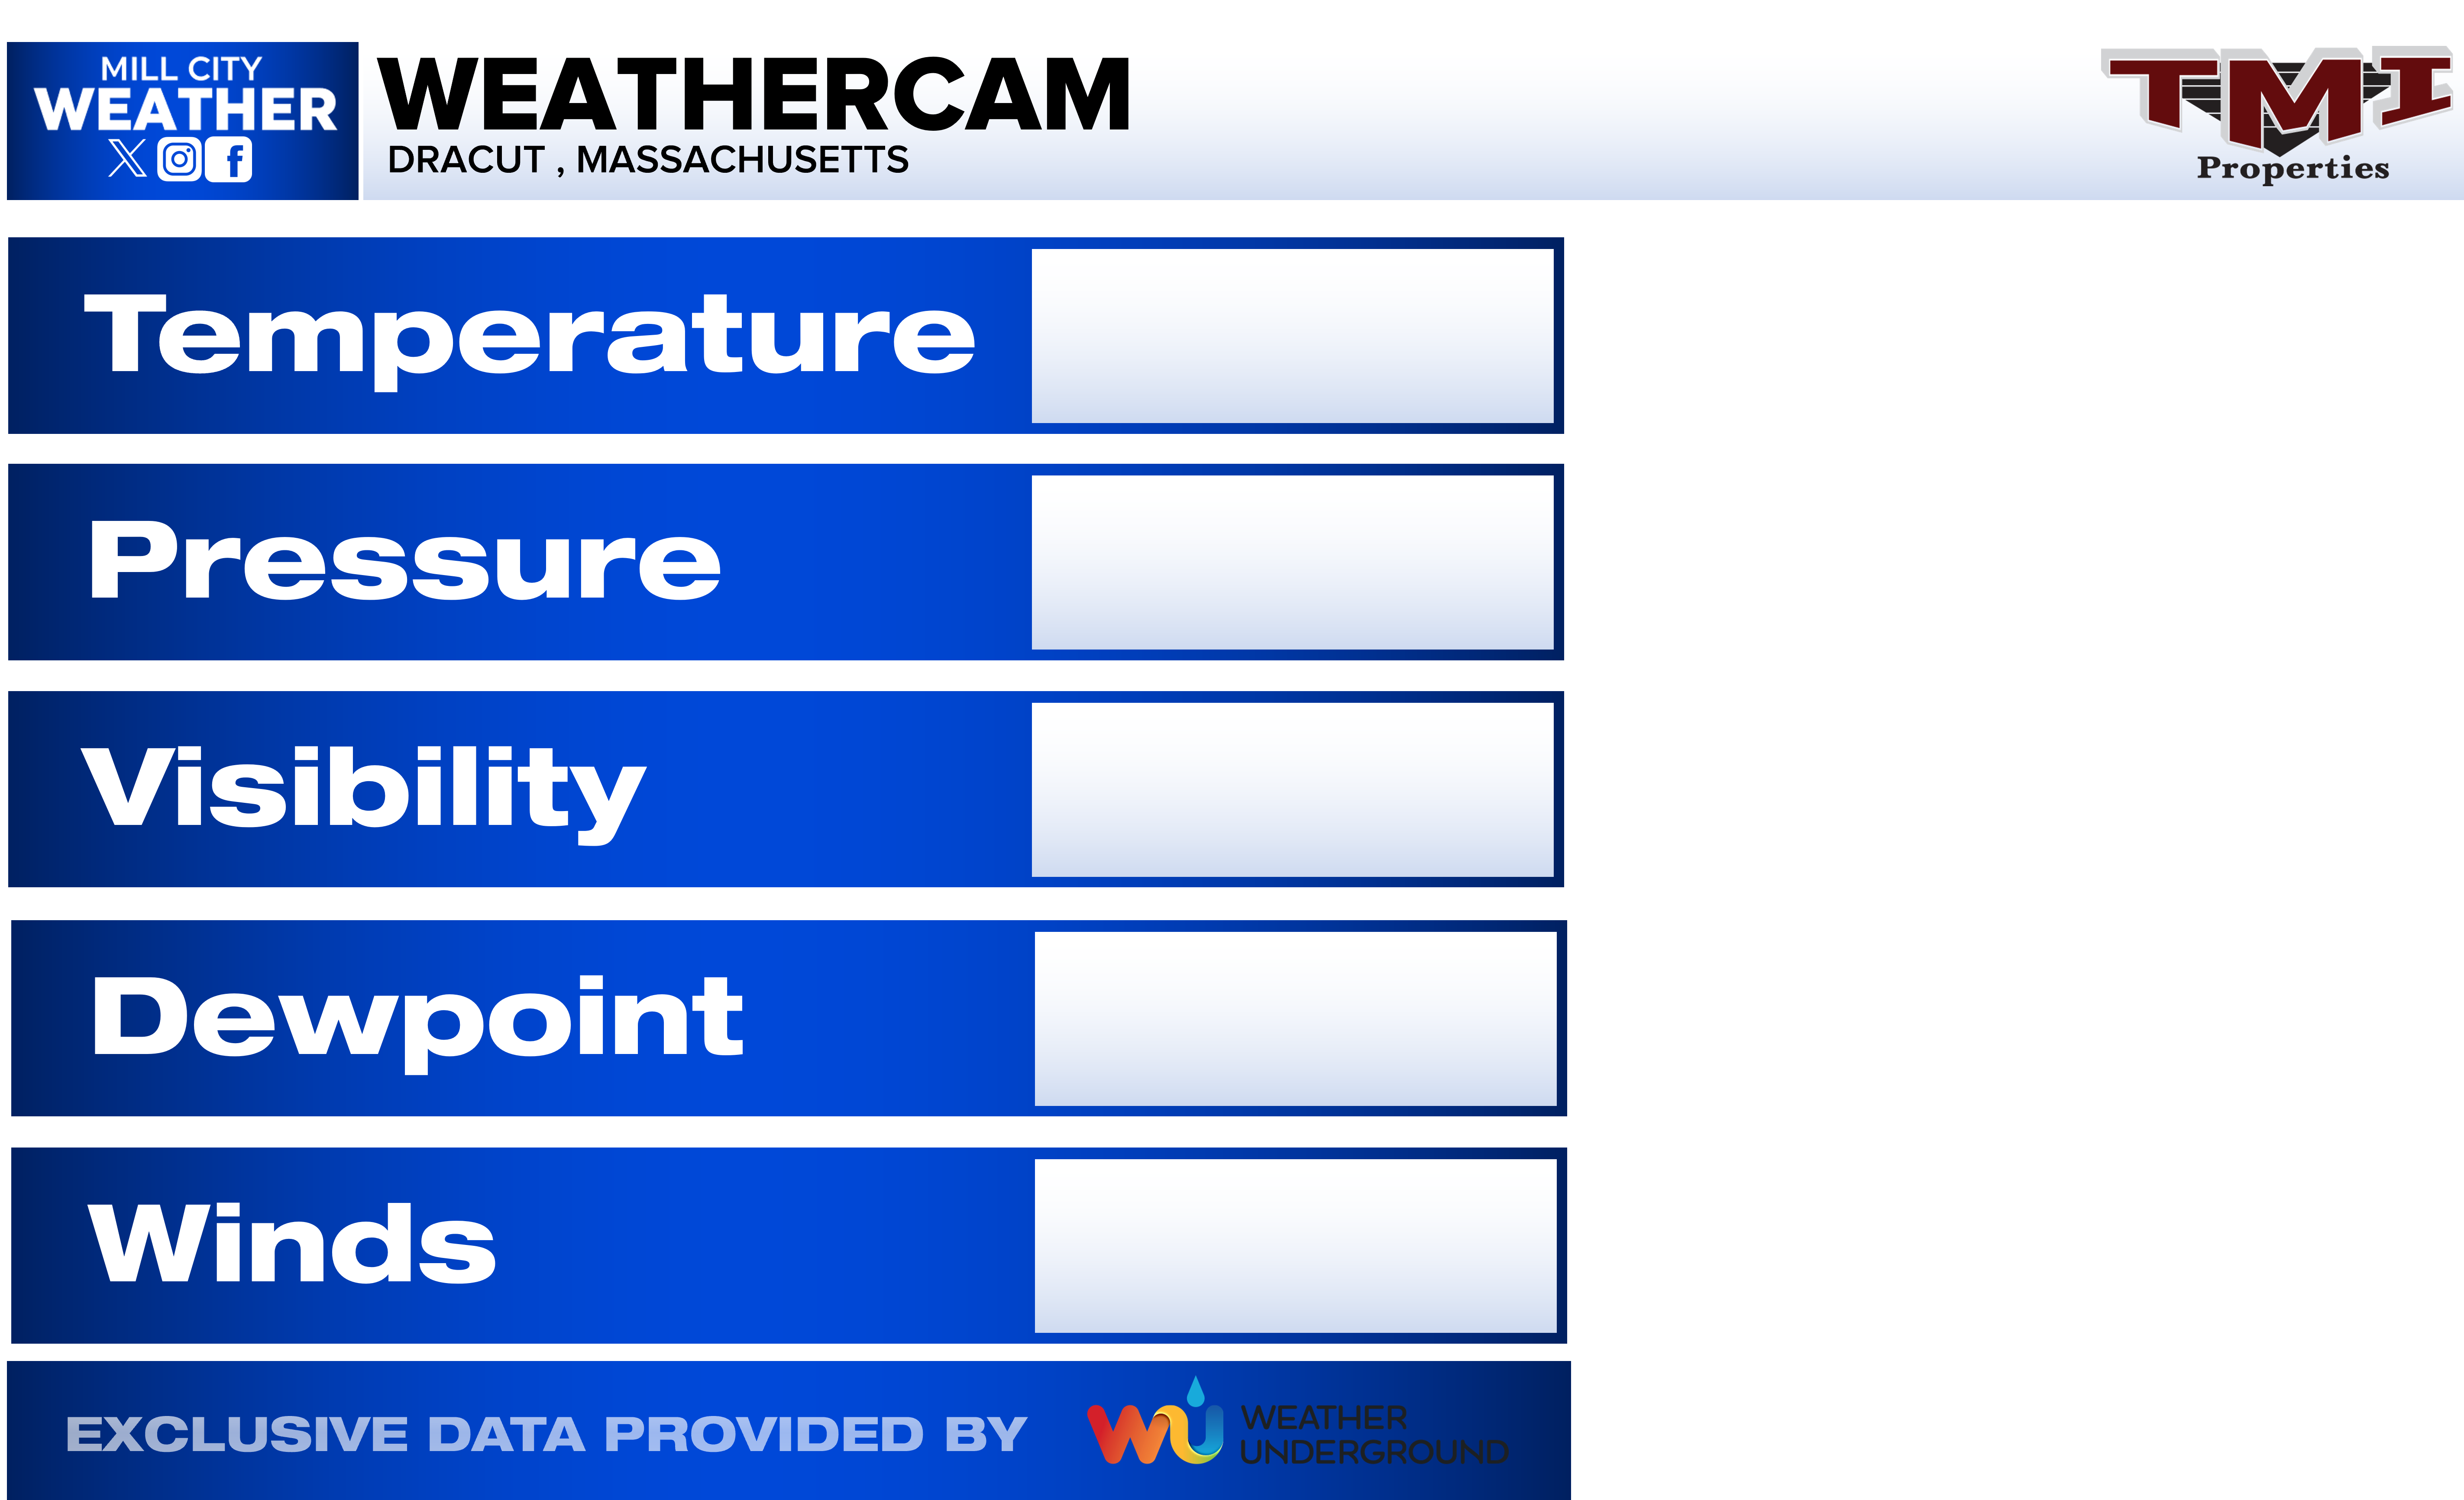 MILL CITY
WEATHER
WEATHERCAM
DRACUT , MASSACHUSETTS
TMI
Properties
Temperature
Pressure
Visibility
Dewpoint
Winds
EXCLUSIVE DATA PROVIDED BY
WEATHER
UNDERGROUND